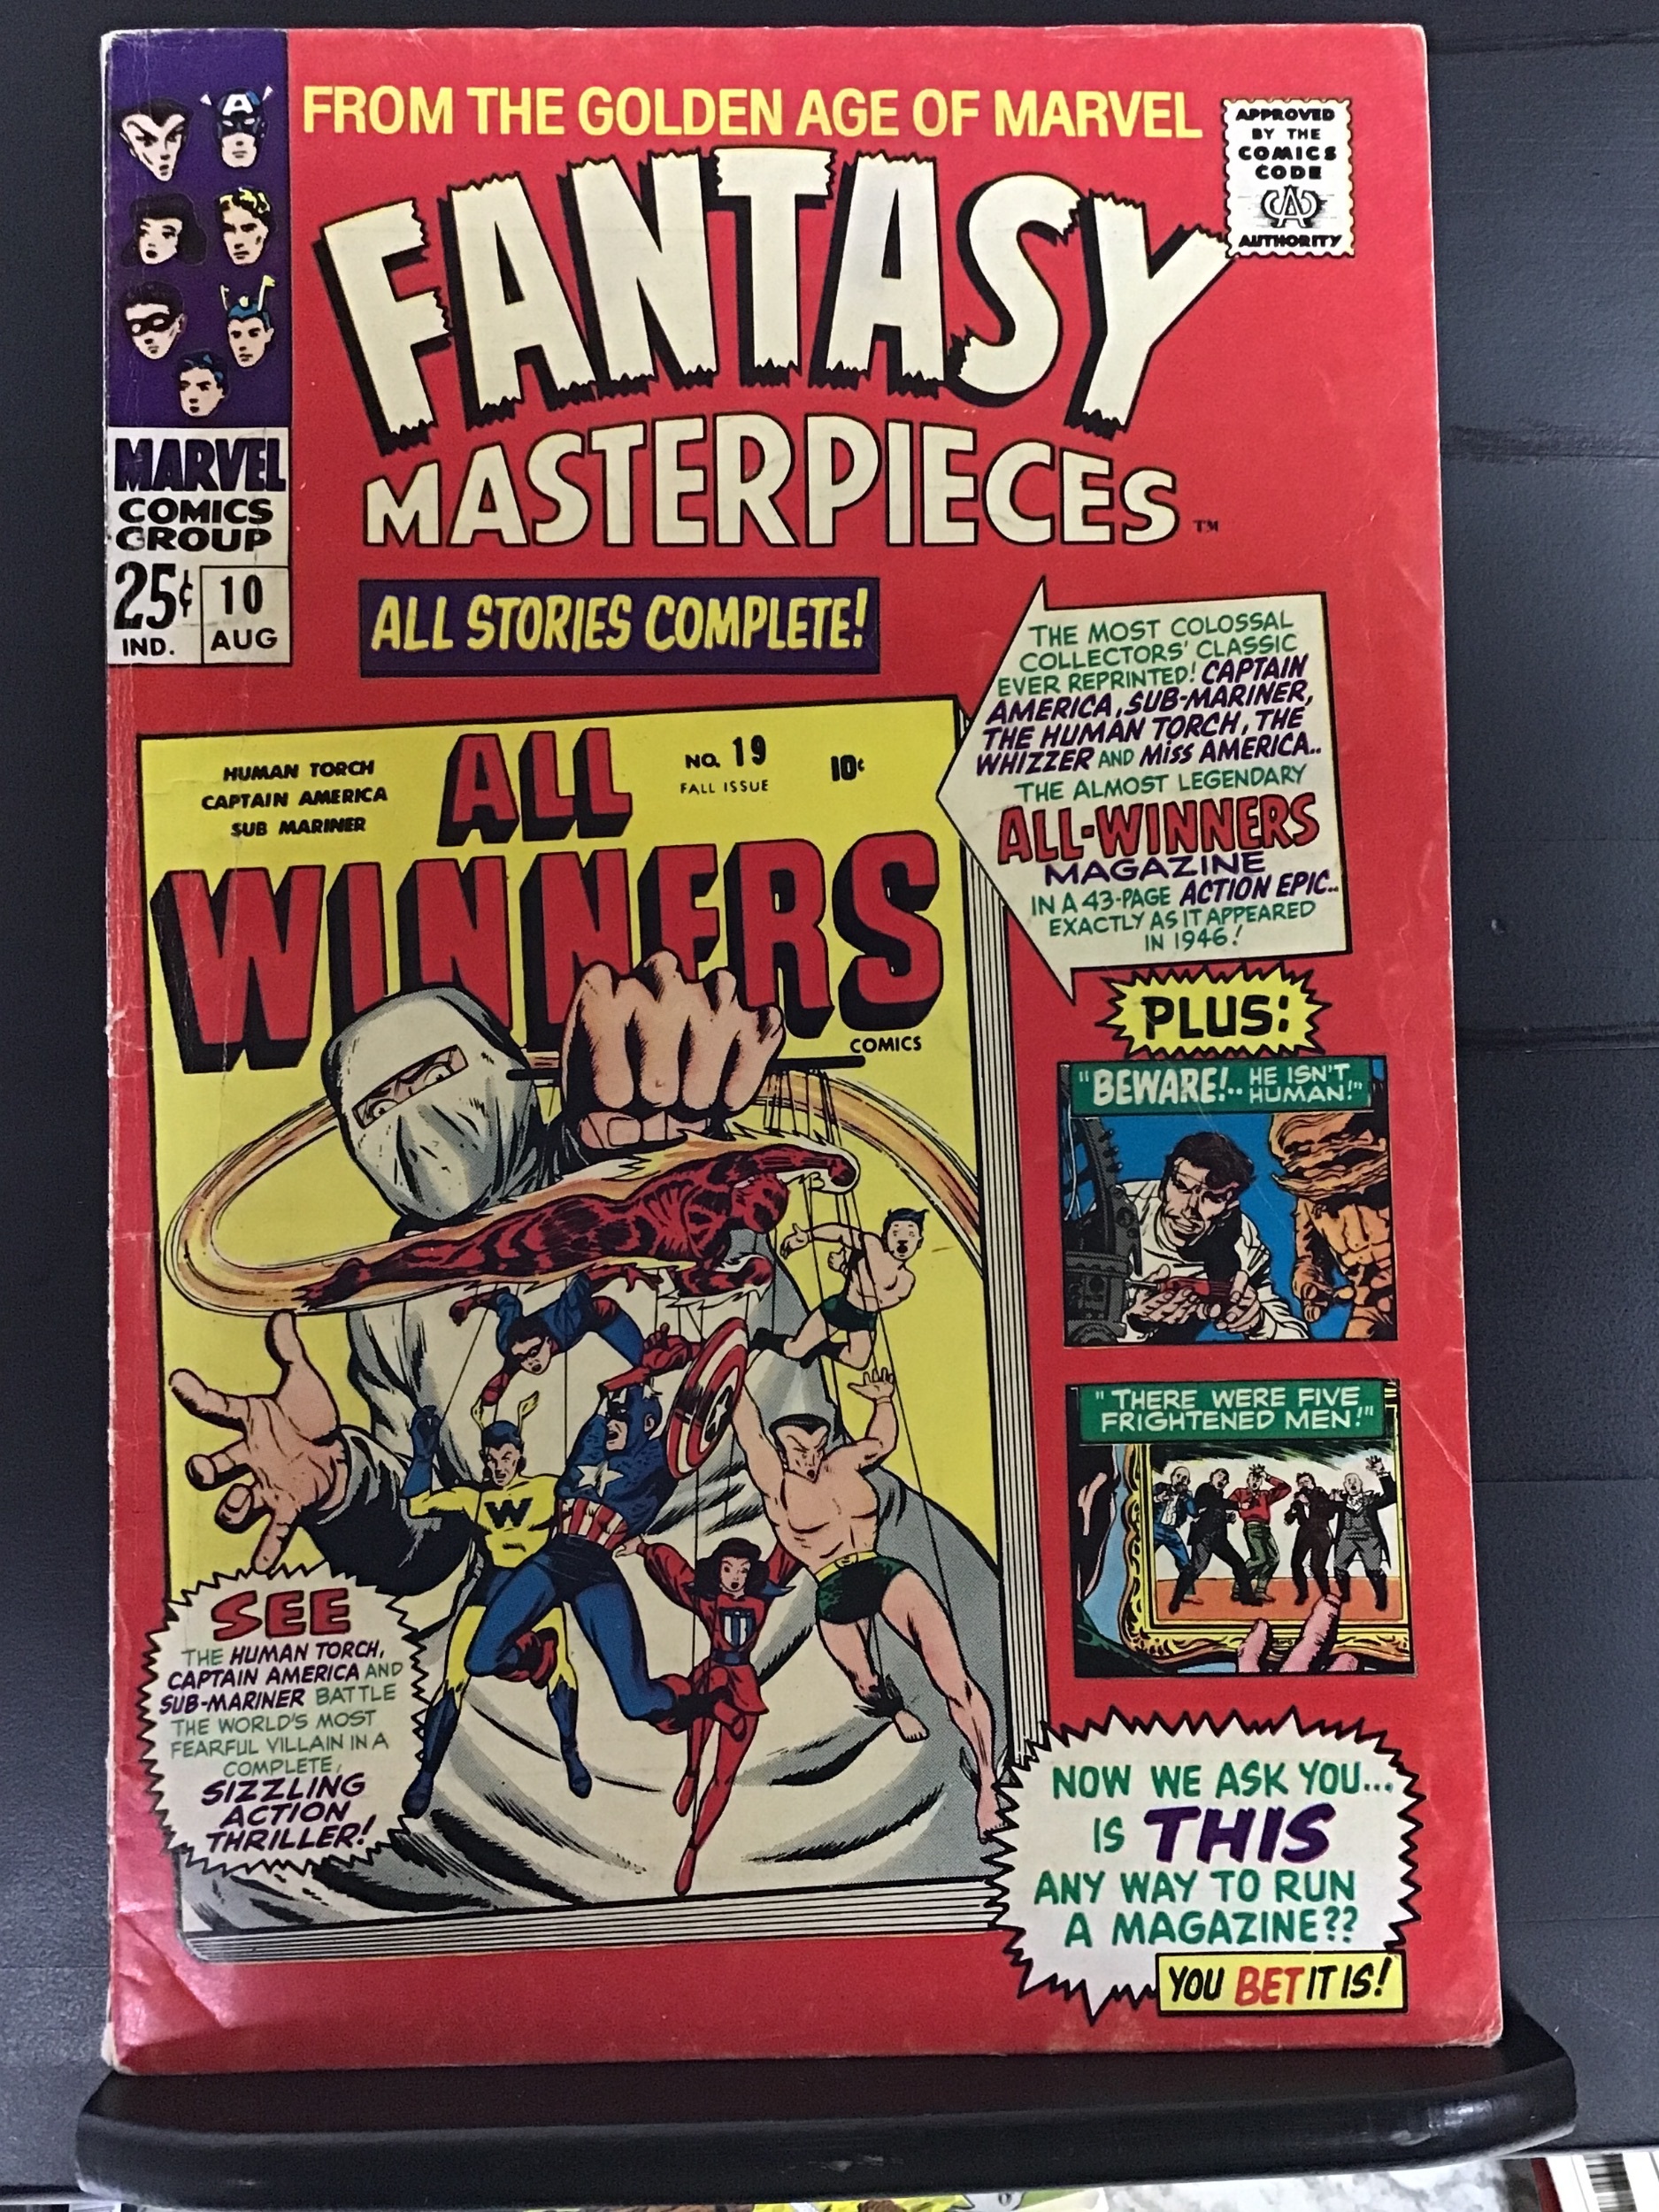 FROM THE GOLDEN AGE OF MARVEL
APPROVED
BY THE
COMICS
CODE
CA
AUTHORITY
A
FANTASY
MASTERPIECES TM
MARVEL
COMICS
GROUP
25¢
IND.
10
AUG
ALL STORIES COMPLETE!
THE MOST COLOSSAL
COLLECTORS' CLASSIC
EVER REPRINTED! CAPTAIN
AMERICA, SUB-MARINER,
THE HUMAN TORCH, THE
WHIZZER AND MISS AMERICA..
THE ALMOST LEGENDARY
ALL-WINNERS
MAGAZINE
IN A 43-PAGE ACTION EPIC..
EXACTLY AS IT APPEARED
IN 1946!
HUMAN TORCH
CAPTAIN AMERICA
SUB MARINER
NO. 19
FALL ISSUE
10¢
ALL
WINNERS
COMICS
W
PLUS:
"BEWARE!.. HE ISN'T
HUMAN!"
"THERE WERE FIVE
FRIGHTENED MEN!"
SEE
THE HUMAN TORCH,
CAPTAIN AMERICA AND
SUB-MARINER BATTLE
THE WORLD'S MOST
FEARFUL VILLAIN IN A
COMPLETE,
SIZZLING
ACTION
THRILLER!
NOW WE ASK YOU...
IS THIS
ANY WAY TO RUN
A MAGAZINE??
YOU BET IT IS!